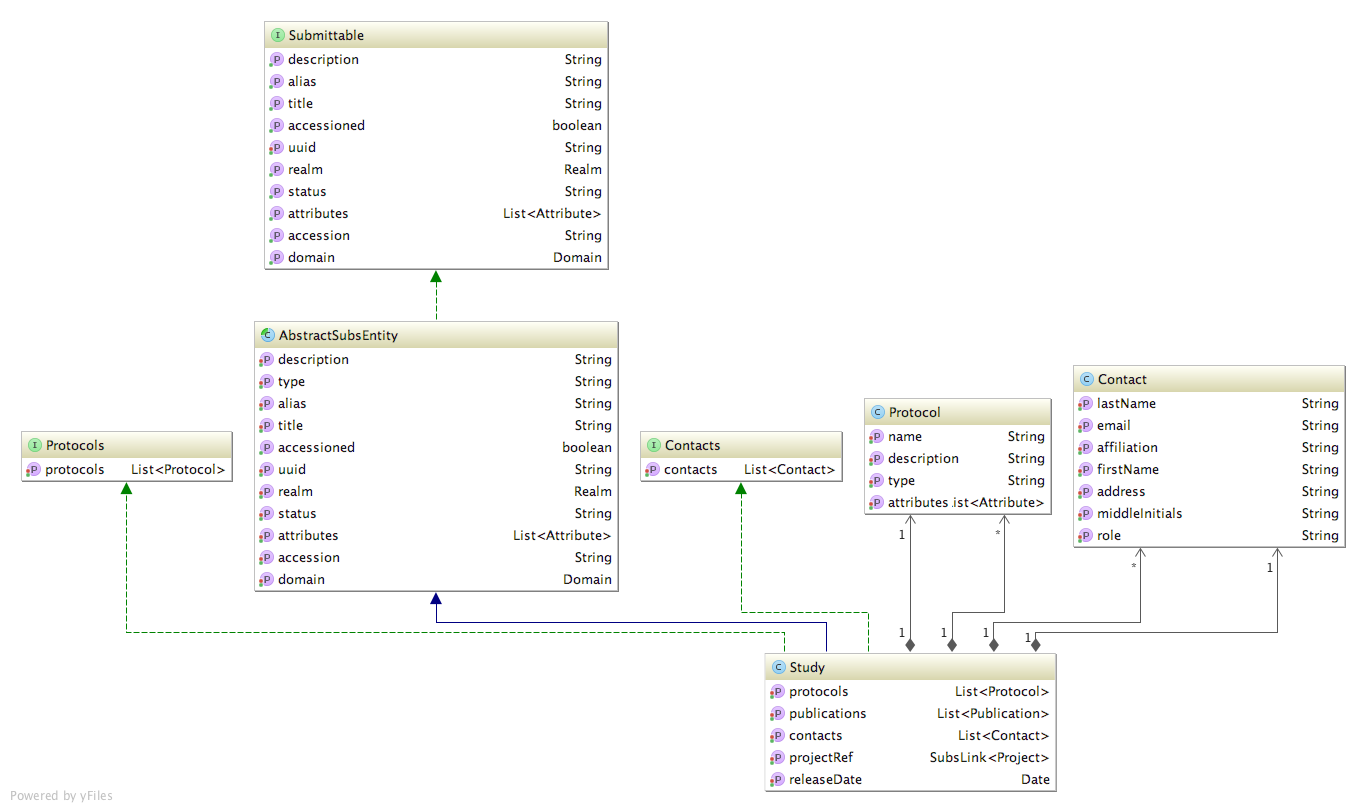 Submittable
description String
alias String
title String
accessioned boolean
uuid String
realm Realm
status String
attributes List<Attribute>
accession String
domain Domain
AbstractSubsEntity
description String
type String
alias String
title String
accessioned boolean
uuid String
realm Realm
status String
attributes List<Attribute>
accession String
domain Domain
Protocols
protocols List<Protocol>
Contacts
contacts List<Contact>
Protocol
name String
description String
type String
attributes ist<Attribute>
Contact
lastName String
email String
affiliation String
firstName String
address String
middleInitials String
role String
1 * * 1
1 1 1 1
Study
protocols List<Protocol>
publications List<Publication>
contacts List<Contact>
projectRef SubsLink<Project>
releaseDate Date
Powered by yFiles